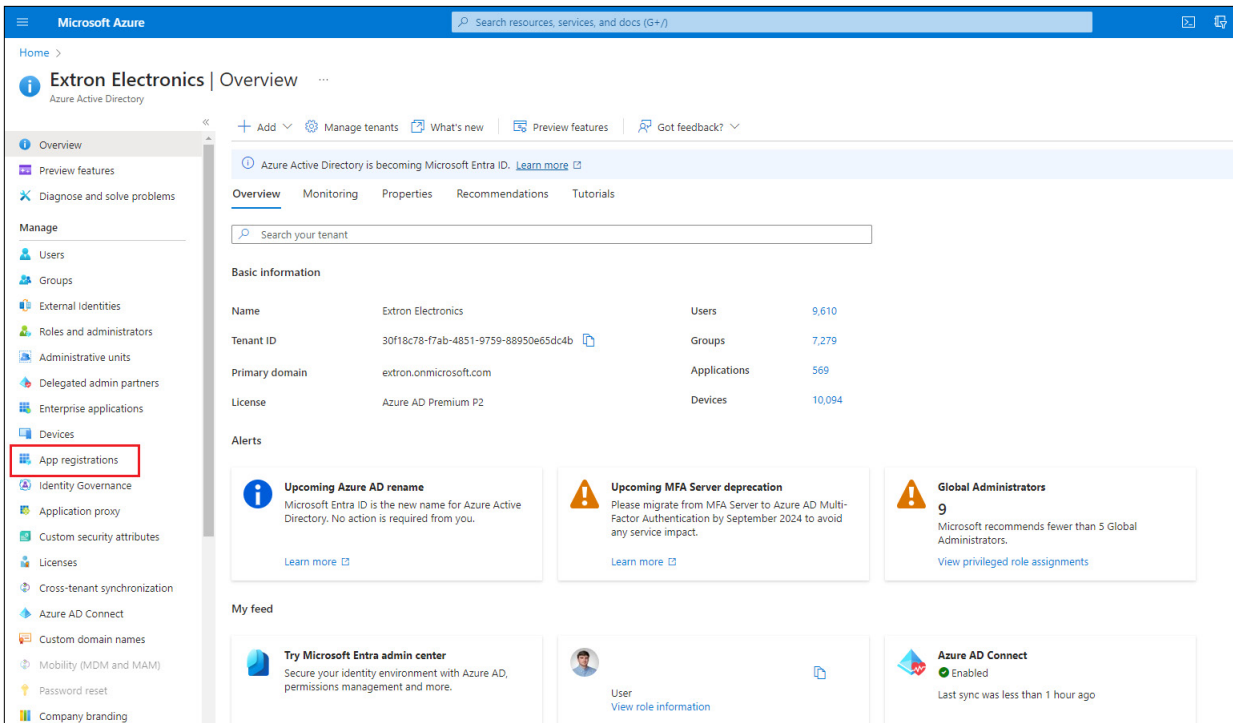 Microsoft Azure
Search resources, services, and docs (G+/)
Home >
Extron Electronics | Overview ...
Azure Active Directory
«
Overview
Preview features
Diagnose and solve problems
Manage
Users
Groups
External Identities
Roles and administrators
Administrative units
Delegated admin partners
Enterprise applications
Devices
App registrations
Identity Governance
Application proxy
Custom security attributes
Licenses
Cross-tenant synchronization
Azure AD Connect
Custom domain names
Mobility (MDM and MAM)
Password reset
Company branding
Add Manage tenants What's new Preview features Got feedback?
Azure Active Directory is becoming Microsoft Entra ID. Learn more
Overview Monitoring Properties Recommendations Tutorials
Search your tenant
Basic information
Name Extron Electronics Users 9,610
Tenant ID 30f18c78-f7ab-4851-9759-88950e65dc4b Groups 7,279
Primary domain extron.onmicrosoft.com Applications 569
License Azure AD Premium P2 Devices 10,094
Alerts
Upcoming Azure AD rename
Microsoft Entra ID is the new name for Azure Active
Directory. No action is required from you.
Learn more
Upcoming MFA Server deprecation
Please migrate from MFA Server to Azure AD Multi-
Factor Authentication by September 2024 to avoid
any service impact.
Learn more
Global Administrators
9
Microsoft recommends fewer than 5 Global
Administrators.
View privileged role assignments
My feed
Try Microsoft Entra admin center
Secure your identity environment with Azure AD,
permissions management and more.
User
View role information
Azure AD Connect
Enabled
Last sync was less than 1 hour ago